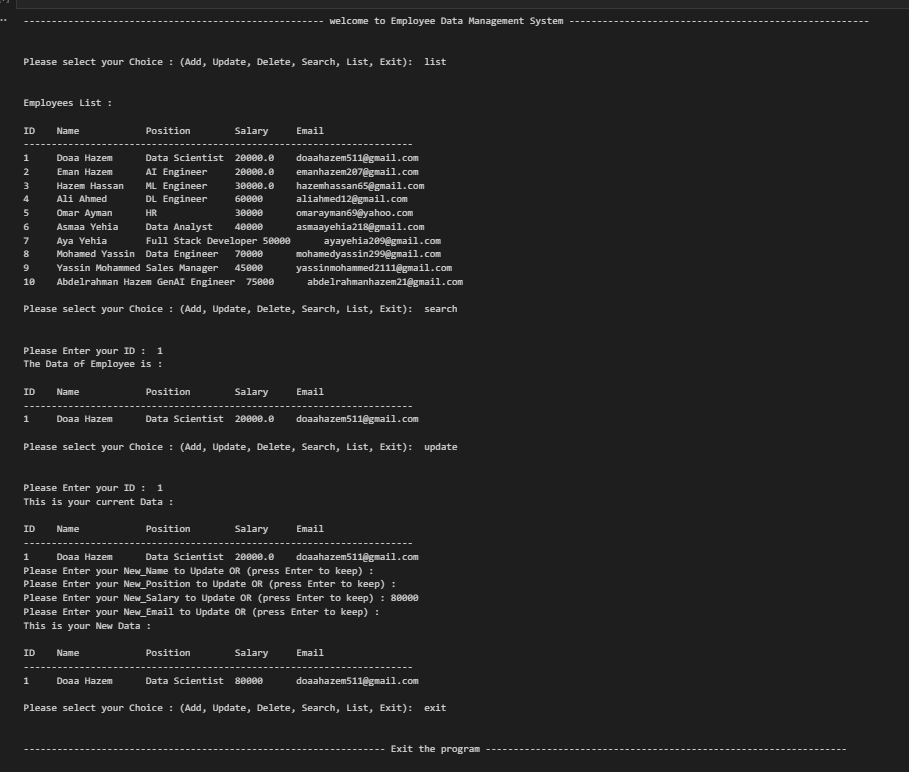 ------------------------------------------------------ welcome to Employee Data Management System ------------------------------------------------------
Please select your Choice : (Add, Update, Delete, Search, List, Exit):  list
Employees List :
ID    Name            Position        Salary     Email
----------------------------------------------------------------------
1     Doaa Hazem      Data Scientist  20000.0    doaahazem511@gmail.com
2     Eman Hazem      AI Engineer     20000.0    emanhazem207@gmail.com
3     Hazem Hassan    ML Engineer     30000.0    hazemhassan65@gmail.com
4     Ali Ahmed       DL Engineer     60000      aliahmed12@gmail.com
5     Omar Ayman      HR              30000      omarayman69@yahoo.com
6     Asmaa Yehia     Data Analyst    40000      asmaayehia218@gmail.com
7     Aya Yehia       Full Stack Developer 50000      ayayehia209@gmail.com
8     Mohamed Yassin  Data Engineer   70000      mohamedyassin299@gmail.com
9     Yassin Mohammed Sales Manager   45000      yassinmohammed2111@gmail.com
10    Abdelrahman Hazem GenAI Engineer  75000      abdelrahmanhazem21@gmail.com
Please select your Choice : (Add, Update, Delete, Search, List, Exit):  search
Please Enter your ID :  1
The Data of Employee is :
ID    Name            Position        Salary     Email
----------------------------------------------------------------------
1     Doaa Hazem      Data Scientist  20000.0    doaahazem511@gmail.com
Please select your Choice : (Add, Update, Delete, Search, List, Exit):  update
Please Enter your ID :  1
This is your current Data :
ID    Name            Position        Salary     Email
----------------------------------------------------------------------
1     Doaa Hazem      Data Scientist  20000.0    doaahazem511@gmail.com
Please Enter your New_Name to Update OR (press Enter to keep) :
Please Enter your New_Position to Update OR (press Enter to keep) :
Please Enter your New_Salary to Update OR (press Enter to keep) : 80000
Please Enter your New_Email to Update OR (press Enter to keep) :
This is your New Data :
ID    Name            Position        Salary     Email
----------------------------------------------------------------------
1     Doaa Hazem      Data Scientist  80000      doaahazem511@gmail.com
Please select your Choice : (Add, Update, Delete, Search, List, Exit):  exit
----------------------------------------------------------------- Exit the program -----------------------------------------------------------------